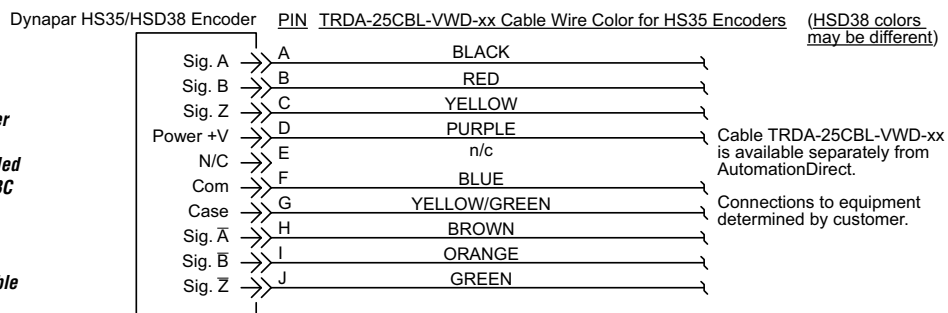 Dynapar HS35/HSD38 Encoder PIN TRDA-25CBL-VWD-xx Cable Wire Color for HS35 Encoders (HSD38 colors
may be different)
Sig. A A BLACK
Sig. B B RED
Sig. Z C YELLOW
Power +V D PURPLE
N/C E n/c
Com F BLUE
Case G YELLOW/GREEN
Sig. A̅ H BROWN
Sig. B̅ I ORANGE
Sig. Z̅ J GREEN
Cable TRDA-25CBL-VWD-xx
is available separately from
AutomationDirect.
Connections to equipment
determined by customer.